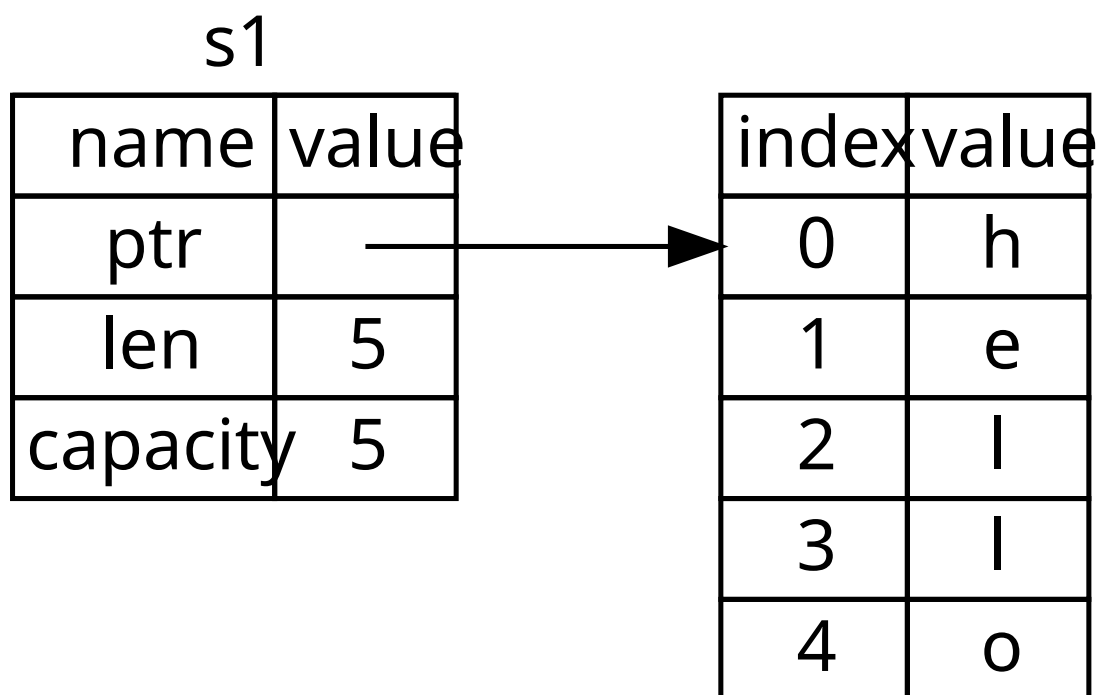 s1
name value
ptr
len 5
capacity 5
index value
0 h
1 e
2 l
3 l
4 o